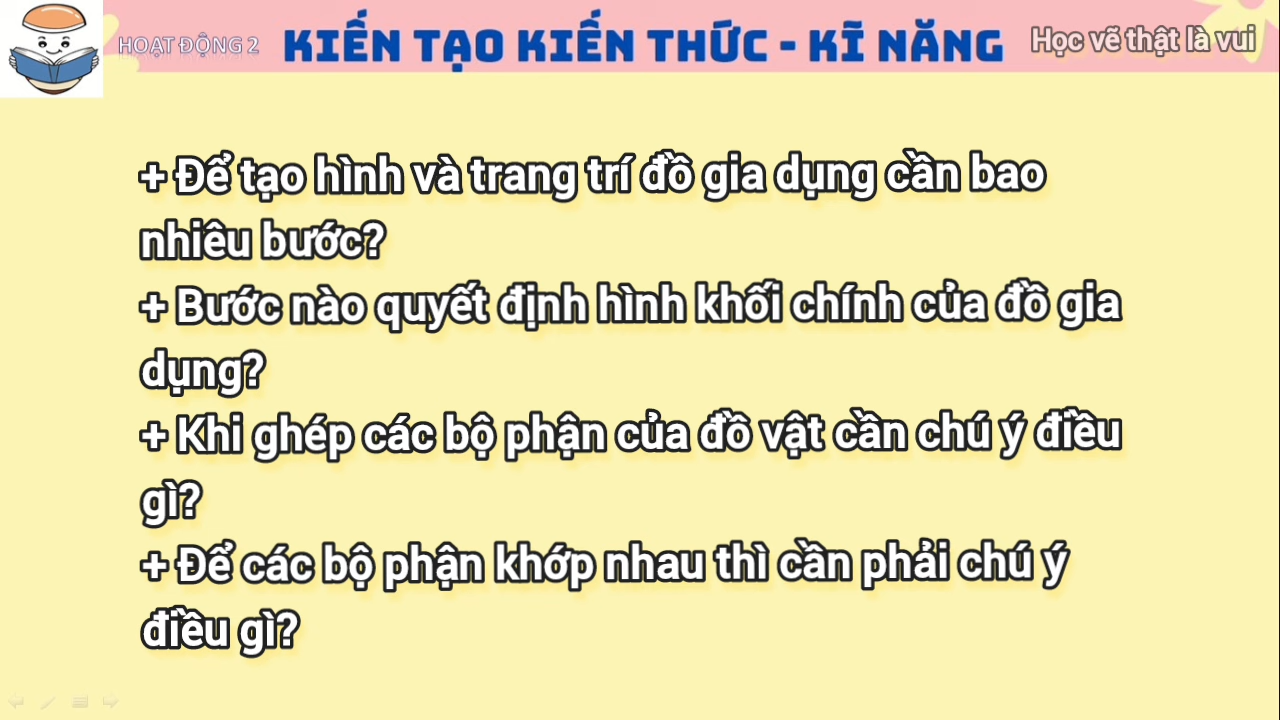 HOẠT ĐỘNG 2 KIẾN TẠO KIẾN THỨC - KĨ NĂNG Học vẽ thật là vui
+ Để tạo hình và trang trí đồ gia dụng cần bao
nhiêu bước?
+ Bước nào quyết định hình khối chính của đồ gia
dụng?
+ Khi ghép các bộ phận của đồ vật cần chú ý điều
gì?
+ Để các bộ phận khớp nhau thì cần phải chú ý
điều gì?